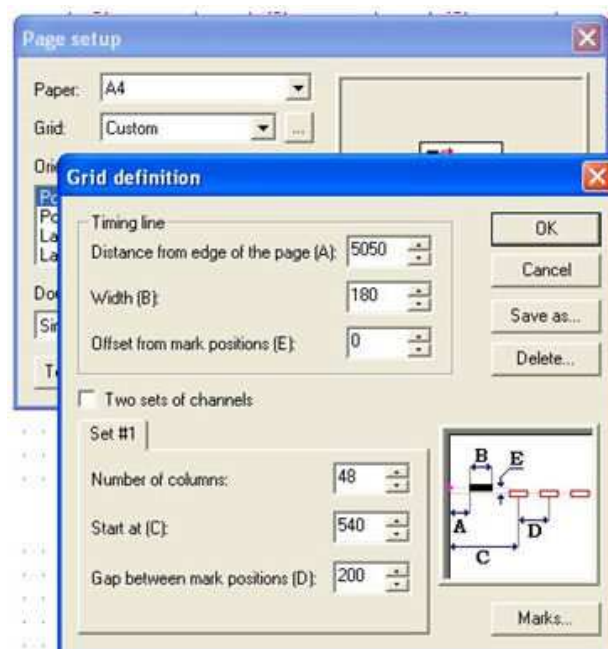 Page setup
Paper: A4
Grid: Custom ...
Grid definition
Timing line
Distance from edge of the page (A): 5050
Width (B): 180
Offset from mark positions (E): 0
OK
Cancel
Save as...
Delete...
Two sets of channels
Set #1
Number of columns: 48
Start at (C): 540
Gap between mark positions (D): 200
B E
A D
C
Marks...